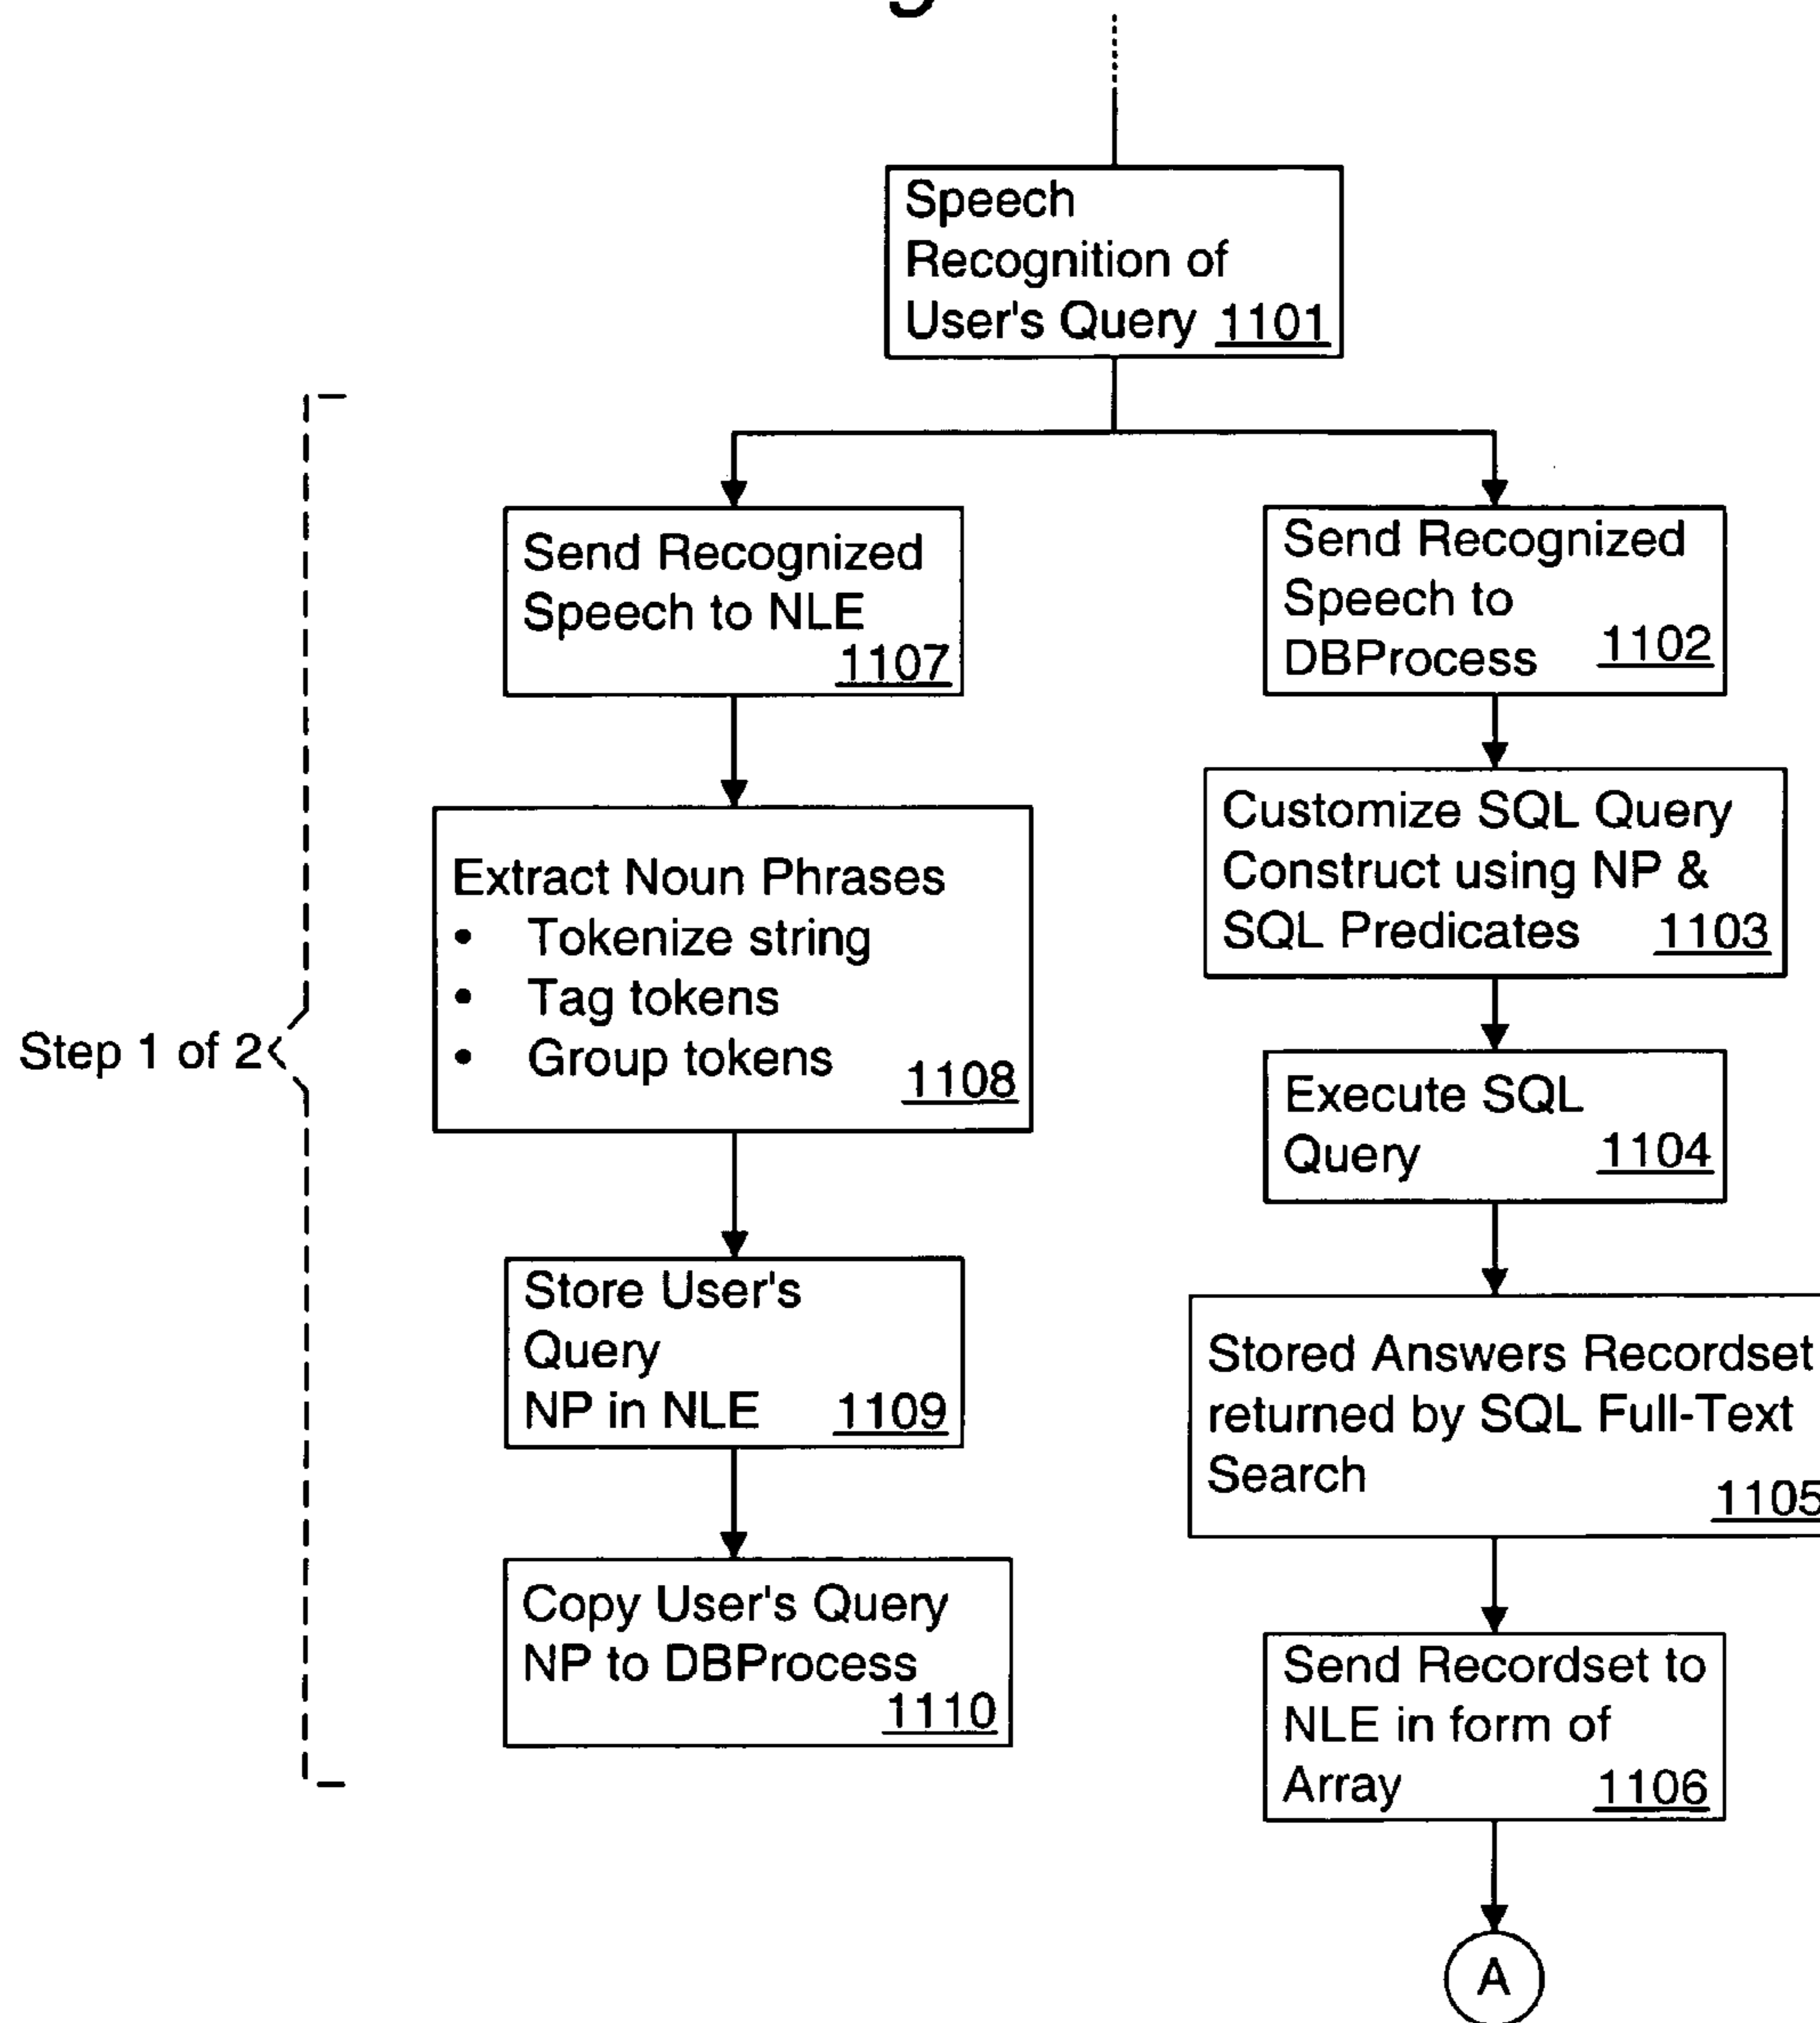 Speech
Recognition of
User's Query 1101
Send Recognized
Speech to NLE
1107
Send Recognized
Speech to
DBProcess 1102
Extract Noun Phrases
• Tokenize string
• Tag tokens
• Group tokens
1108
Customize SQL Query
Construct using NP &
SQL Predicates 1103
Step 1 of 2
Execute SQL
Query 1104
Store User's
Query
NP in NLE 1109
Stored Answers Recordset
returned by SQL Full-Text
Search
1105
Copy User's Query
NP to DBProcess
1110
Send Recordset to
NLE in form of
Array 1106
A